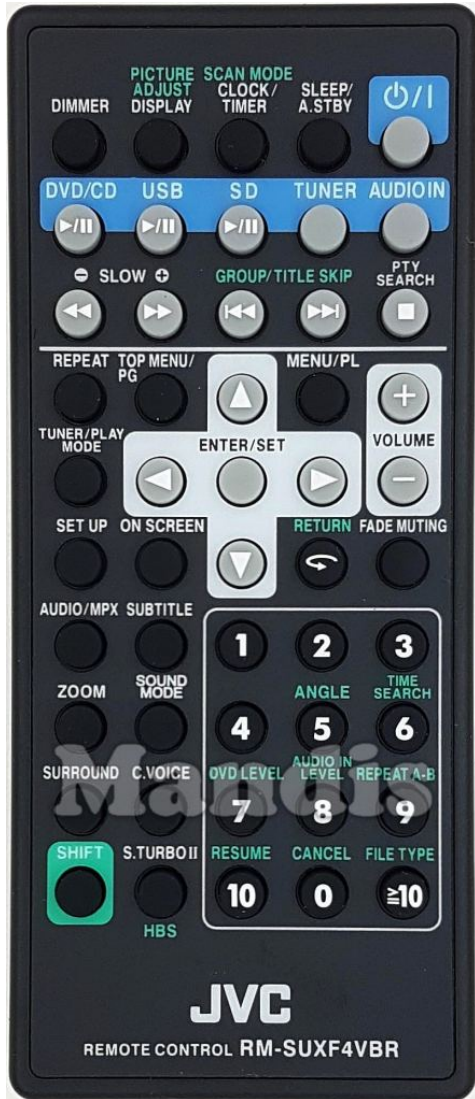 PICTURE SCAN MODE
ADJUST CLOCK/ SLEEP/
DIMMER DISPLAY TIMER A.STBY ⏻/I
DVD/CD USB SD TUNER AUDIO IN
⊖ SLOW ⊕ GROUP/TITLE SKIP PTY
SEARCH
REPEAT TOP MENU/ MENU/PL
PG
+
TUNER/PLAY
MODE ENTER/SET VOLUME
−
SET UP ON SCREEN RETURN FADE MUTING
AUDIO/MPX SUBTITLE
1 2 3
ZOOM SOUND
MODE ANGLE TIME
SEARCH
4 5 6
Mandis
SURROUND C.VOICE DVD LEVEL AUDIO IN
LEVEL REPEAT A-B
7 8 9
SHIFT S.TURBO II RESUME CANCEL FILE TYPE
10 0 ≧10
HBS
JVC
REMOTE CONTROL RM-SUXF4VBR